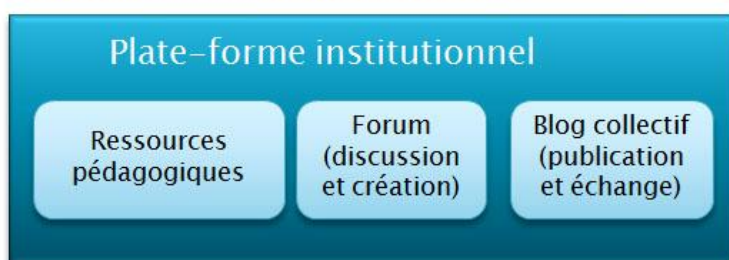 Plate-forme institutionnel
Ressources
pédagogiques
Forum
(discussion
et création)
Blog collectif
(publication
et échange)